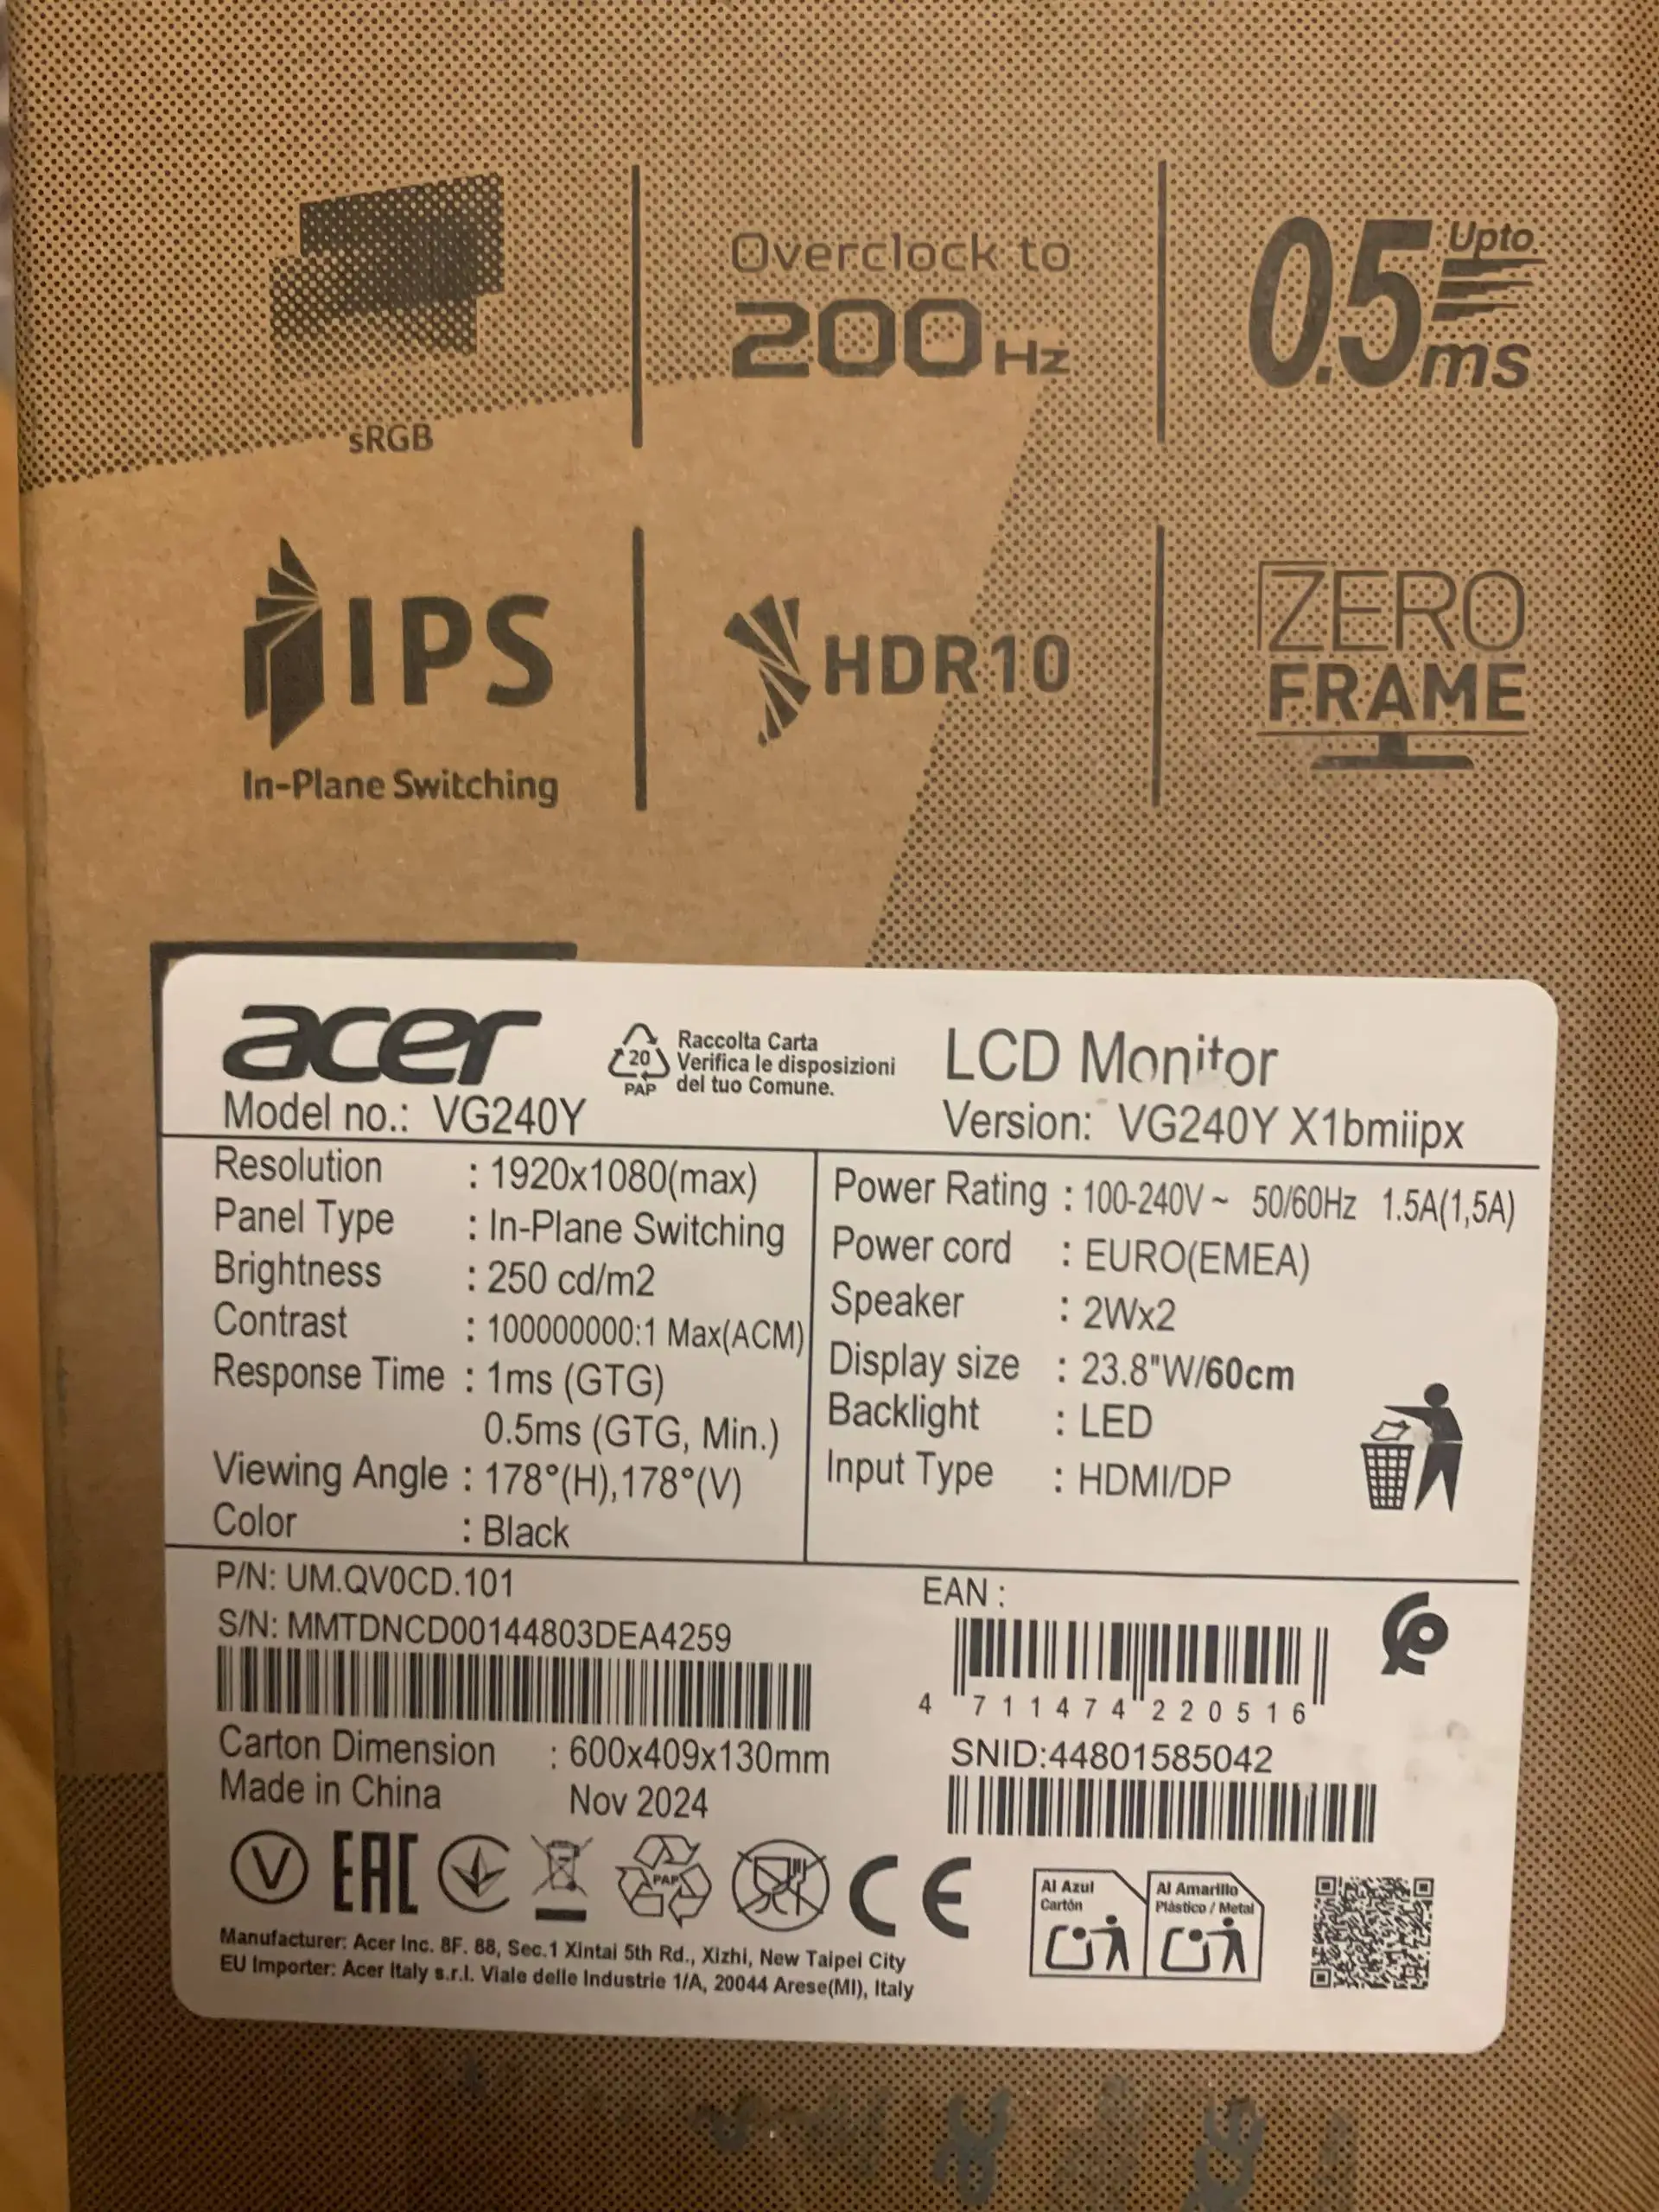 sRGB
Overclock to
200Hz
Upto
0.5ms
IPS
In-Plane Switching
HDR10
ZERO
FRAME
acer
20
PAP
Raccolta Carta
Verifica le disposizioni
del tuo Comune.
LCD Monitor
Model no.: VG240Y
Version: VG240Y X1bmiipx
Resolution : 1920x1080(max)
Panel Type : In-Plane Switching
Brightness : 250 cd/m2
Contrast : 100000000:1 Max(ACM)
Response Time : 1ms (GTG)
0.5ms (GTG, Min.)
Viewing Angle : 178°(H),178°(V)
Color : Black
Power Rating : 100-240V ~ 50/60Hz 1.5A(1,5A)
Power cord : EURO(EMEA)
Speaker : 2Wx2
Display size : 23.8"W/60cm
Backlight : LED
Input Type : HDMI/DP
P/N: UM.QV0CD.101
S/N: MMTDNCD00144803DEA4259
EAN :
4 711474 220516
Carton Dimension : 600x409x130mm
Made in China Nov 2024
SNID:44801585042
V
EAC
PAP
CE
Al Azul
Cartón
Al Amarillo
Plástico / Metal
Manufacturer: Acer Inc. 8F. 88, Sec.1 Xintai 5th Rd., Xizhi, New Taipei City
EU Importer: Acer Italy s.r.l. Viale delle Industrie 1/A, 20044 Arese(MI), Italy